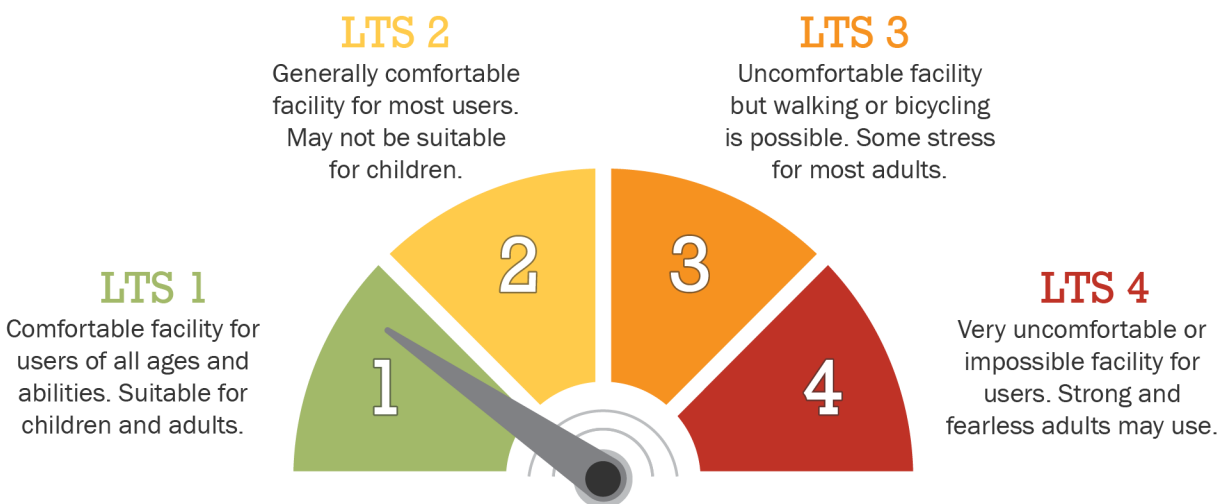 LTS 2
Generally comfortable
facility for most users.
May not be suitable
for children.
LTS 3
Uncomfortable facility
but walking or bicycling
is possible. Some stress
for most adults.
LTS 1
Comfortable facility for
users of all ages and
abilities. Suitable for
children and adults.
LTS 4
Very uncomfortable or
impossible facility for
users. Strong and
fearless adults may use.
1
2
3
4